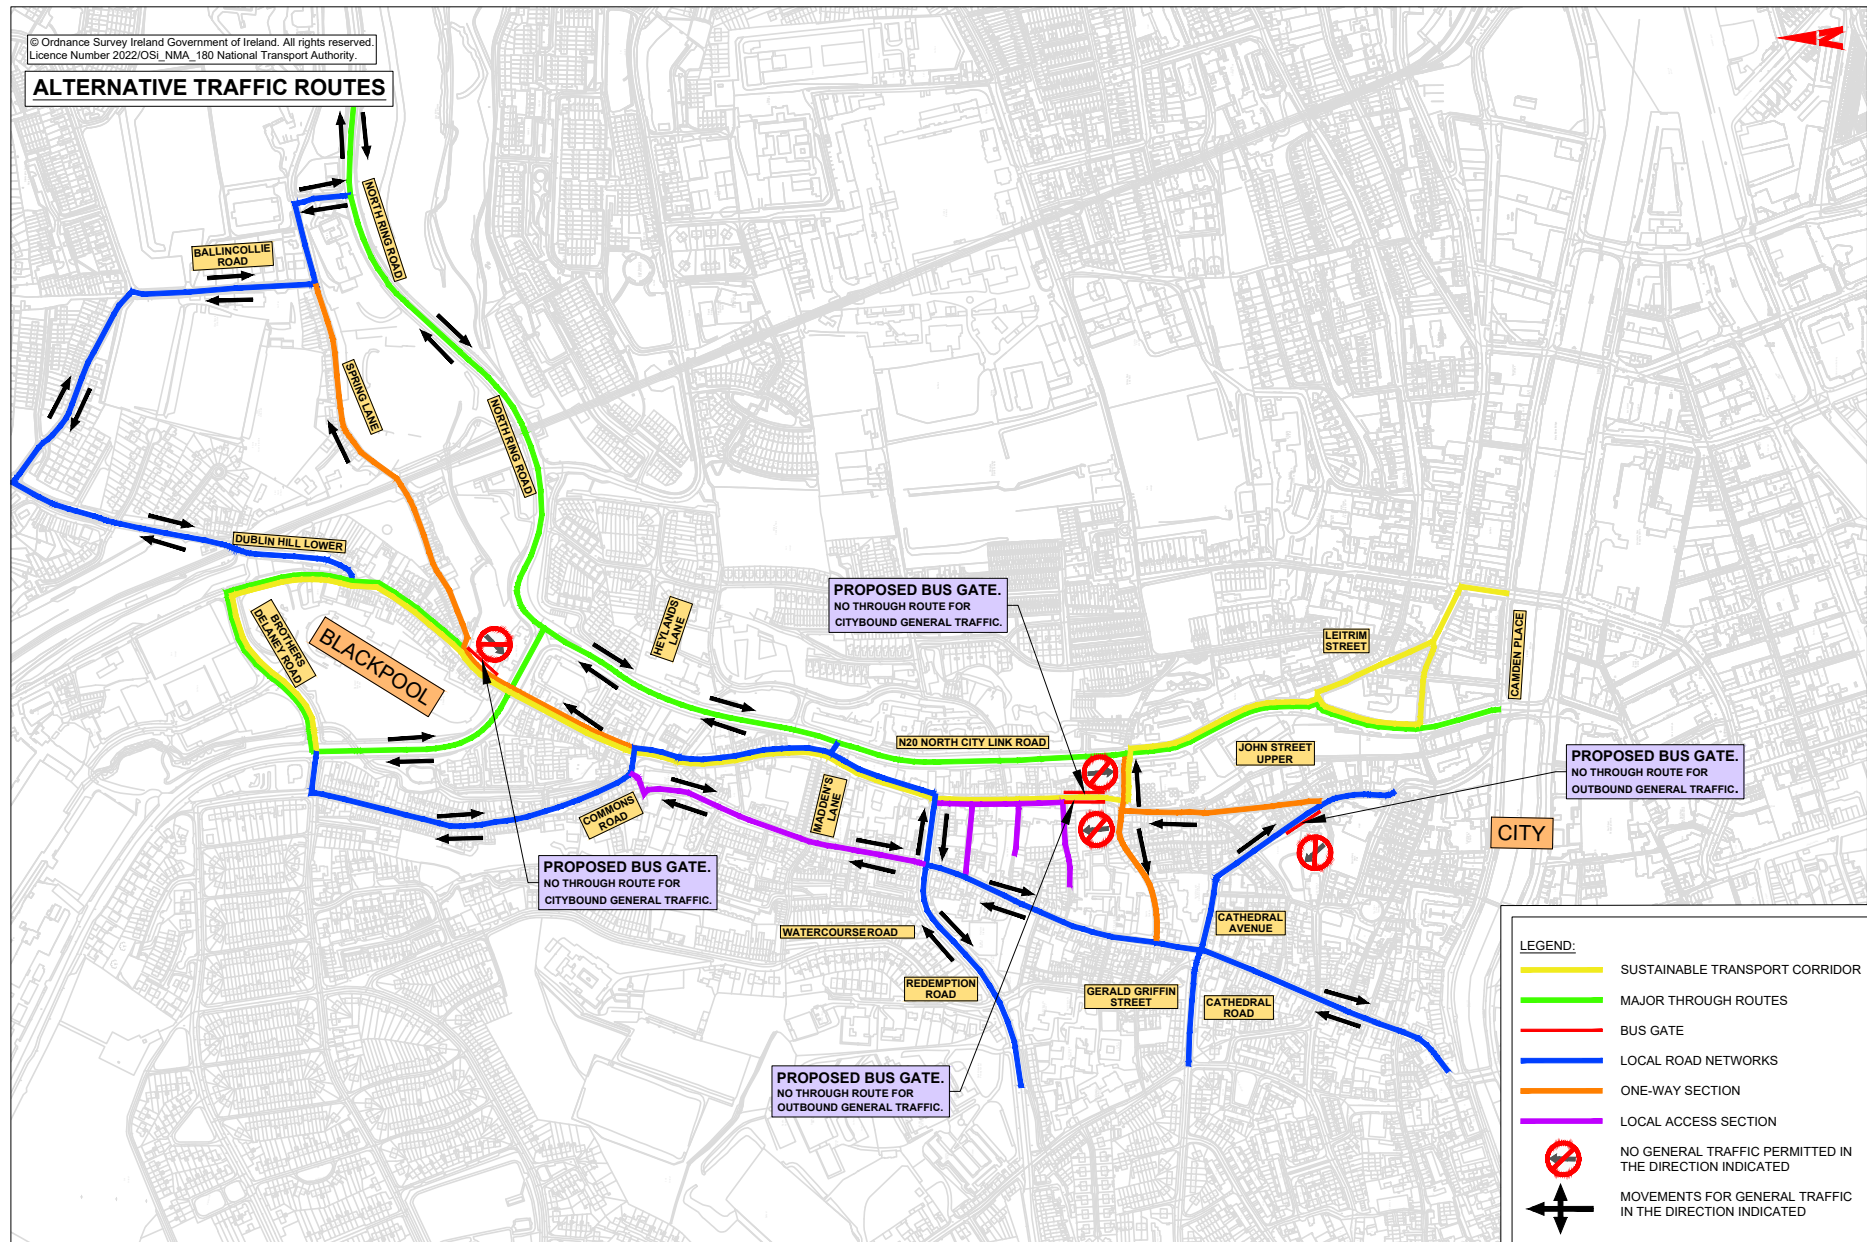 © Ordnance Survey Ireland Government of Ireland. All rights reserved.
Licence Number 2022/OSi_NMA_180 National Transport Authority.
ALTERNATIVE TRAFFIC ROUTES
N
NORTH RING ROAD
BALLINCOLLIE
ROAD
SPRING LANE
NORTH RING ROAD
DUBLIN HILL LOWER
BROTHERS
DELANEY ROAD
BLACKPOOL
HEYLANDS
LANE
PROPOSED BUS GATE.
NO THROUGH ROUTE FOR
CITYBOUND GENERAL TRAFFIC.
LEITRIM
STREET
CAMDEN PLACE
N20 NORTH CITY LINK ROAD
JOHN STREET
UPPER
PROPOSED BUS GATE.
NO THROUGH ROUTE FOR
OUTBOUND GENERAL TRAFFIC.
MADDEN'S
LANE
COMMONS
ROAD
CITY
PROPOSED BUS GATE.
NO THROUGH ROUTE FOR
CITYBOUND GENERAL TRAFFIC.
WATERCOURSE ROAD
CATHEDRAL
AVENUE
REDEMPTION
ROAD
GERALD GRIFFIN
STREET
CATHEDRAL
ROAD
PROPOSED BUS GATE.
NO THROUGH ROUTE FOR
OUTBOUND GENERAL TRAFFIC.
LEGEND:
SUSTAINABLE TRANSPORT CORRIDOR
MAJOR THROUGH ROUTES
BUS GATE
LOCAL ROAD NETWORKS
ONE-WAY SECTION
LOCAL ACCESS SECTION
NO GENERAL TRAFFIC PERMITTED IN
THE DIRECTION INDICATED
MOVEMENTS FOR GENERAL TRAFFIC
IN THE DIRECTION INDICATED